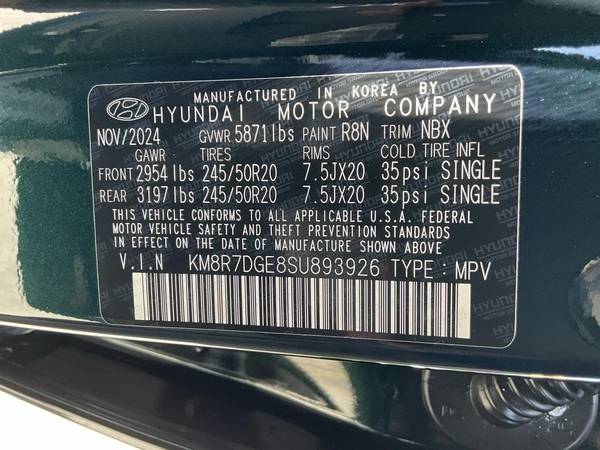 MANUFACTURED IN KOREA BY
HYUNDAI MOTOR COMPANY
NOV/2024 GVWR 5871lbs PAINT R8N TRIM NBX
GAWR TIRES RIMS COLD TIRE INFL
FRONT 2954lbs 245/50R20 7.5JX20 35psi SINGLE
REAR 3197lbs 245/50R20 7.5JX20 35psi SINGLE
THIS VEHICLE CONFORMS TO ALL APPLICABLE U.S.A. FEDERAL
MOTOR VEHICLE SAFETY AND THEFT PREVENTION STANDARDS
IN EFFECT ON THE DATE OF MANUFACTURE SHOWN ABOVE.
V.I.N KM8R7DGE8SU893926 TYPE: MPV